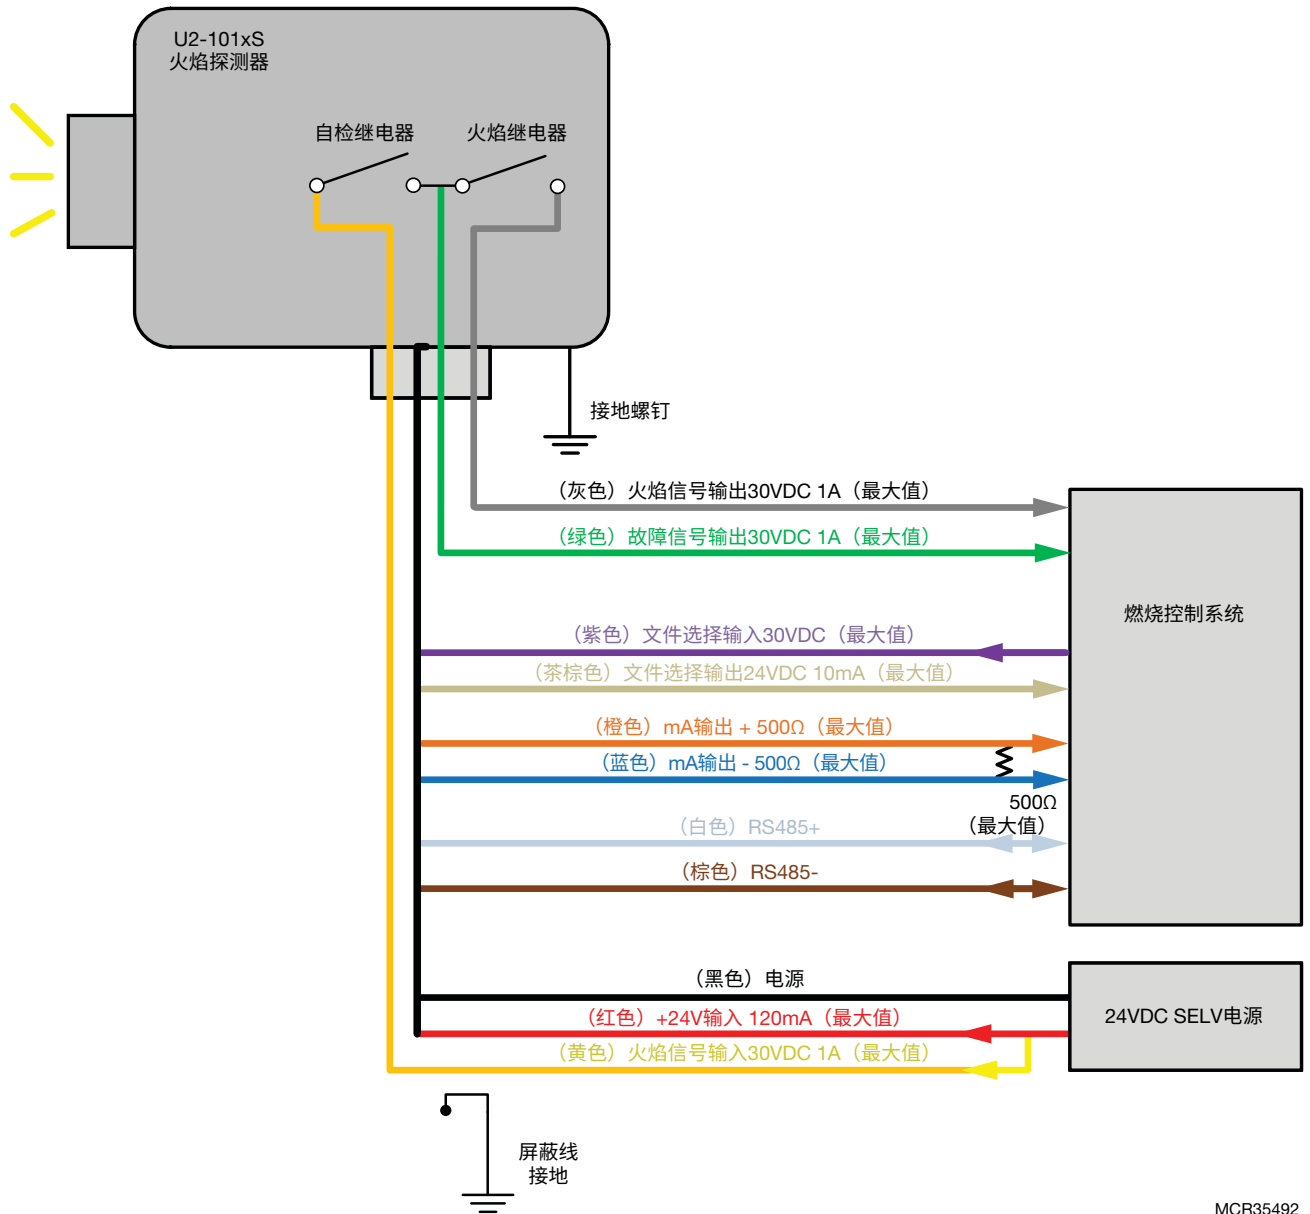 U2-101xS
火焰探测器
自检继电器
火焰继电器
接地螺钉
（灰色）火焰信号输出30VDC 1A（最大值）
（绿色）故障信号输出30VDC 1A（最大值）
燃烧控制系统
（紫色）文件选择输入30VDC（最大值）
（茶棕色）文件选择输出24VDC 10mA（最大值）
（橙色）mA输出 + 500Ω（最大值）
（蓝色）mA输出 - 500Ω（最大值）
500Ω
（最大值）
（白色）RS485+
（棕色）RS485-
（黑色）电源
（红色）+24V输入 120mA（最大值）
24VDC SELV电源
（黄色）火焰信号输入30VDC 1A（最大值）
屏蔽线
接地
MCR35492